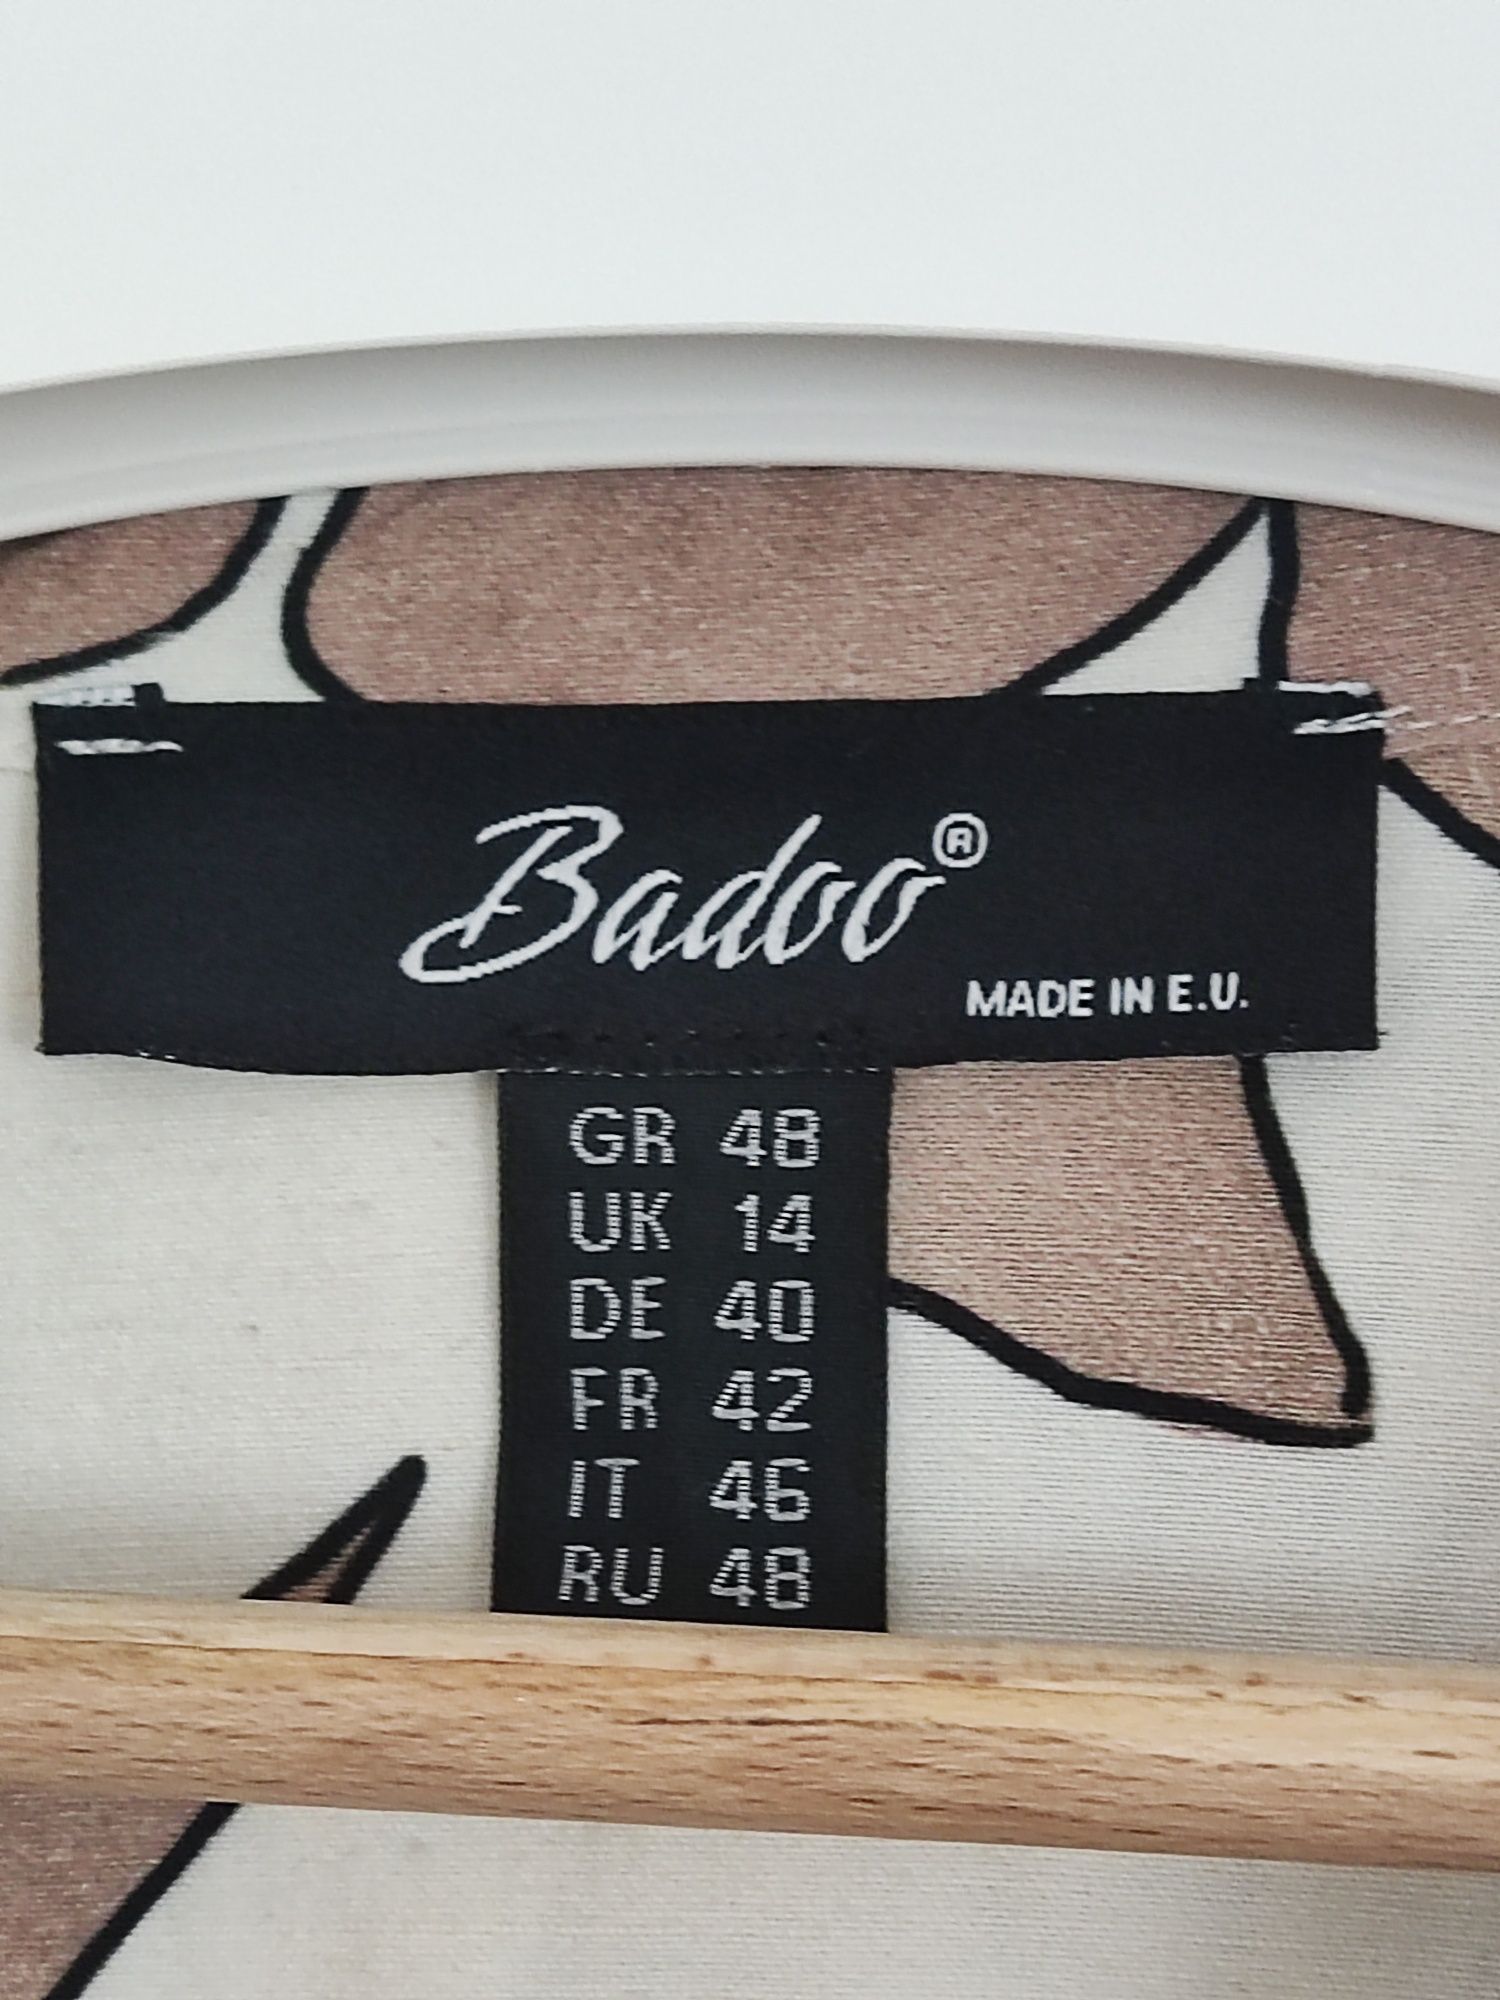 Badoo®
MADE IN E.U.
GR 48
UK 14
DE 40
FR 42
IT 46
RU 48